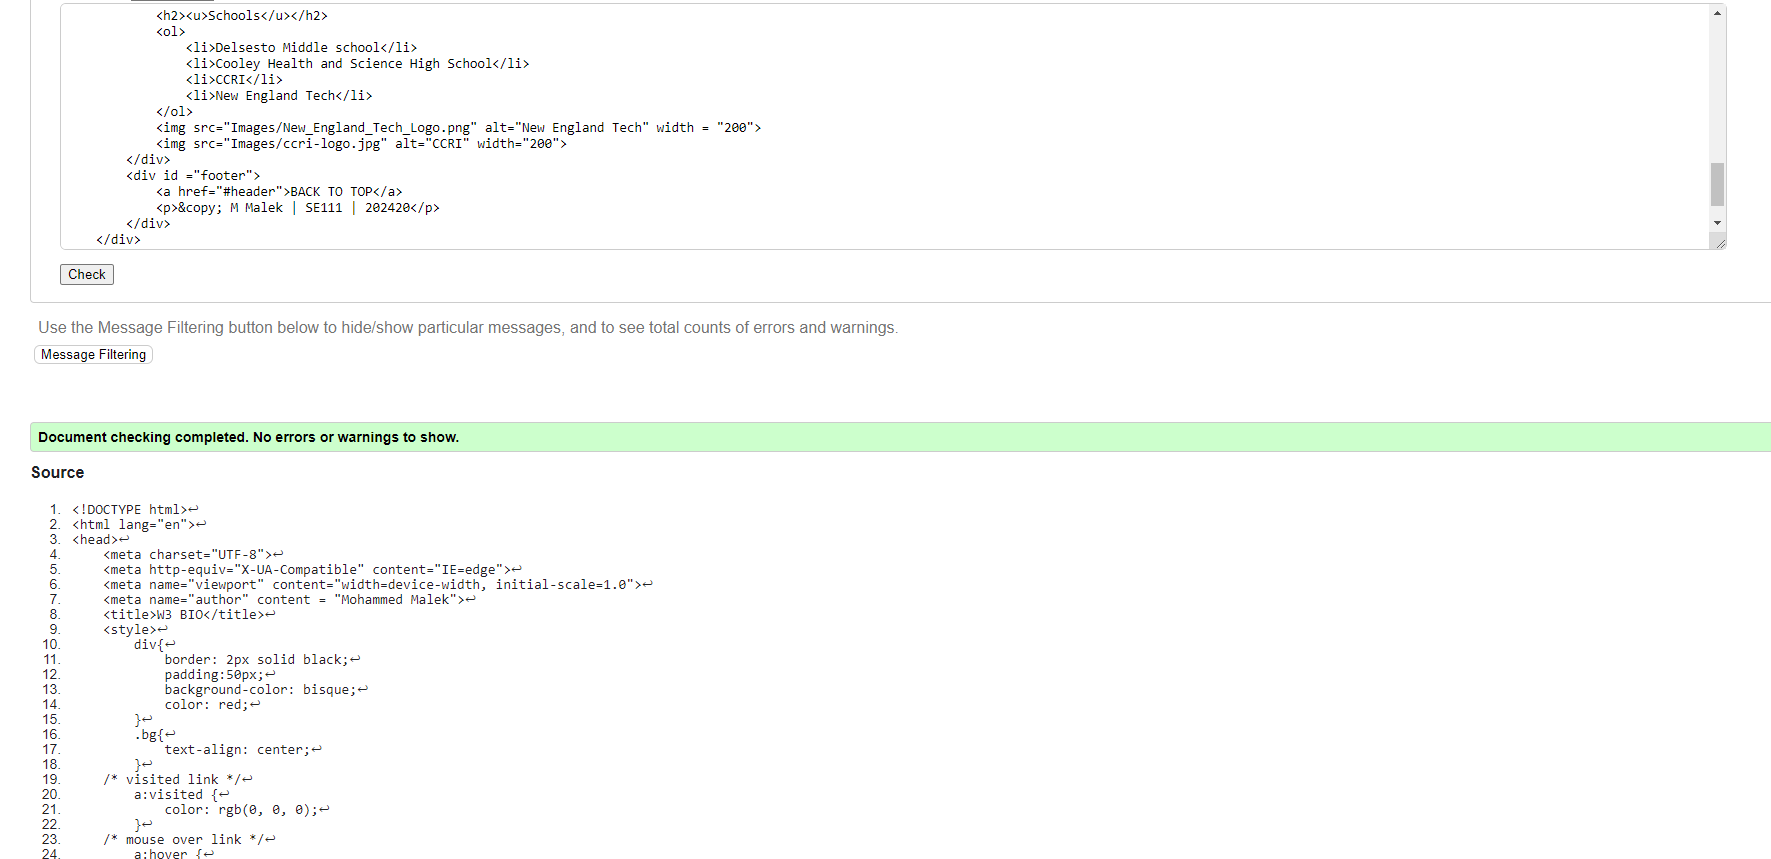 <h2><u>Schools</u></h2>
<ol>
<li>Delsesto Middle school</li>
<li>Cooley Health and Science High School</li>
<li>CCRI</li>
<li>New England Tech</li>
</ol>
<img src="Images/New_England_Tech_Logo.png" alt="New England Tech" width = "200">
<img src="Images/ccri-logo.jpg" alt="CCRI" width="200">
</div>
<div id ="footer">
<a href="#header">BACK TO TOP</a>
<p>&copy; M Malek | SE111 | 202420</p>
</div>
</div>
Check
Use the Message Filtering button below to hide/show particular messages, and to see total counts of errors and warnings.
Message Filtering
Document checking completed. No errors or warnings to show.
Source
1. <!DOCTYPE html>↩
2. <html lang="en">↩
3. <head>↩
4. <meta charset="UTF-8">↩
5. <meta http-equiv="X-UA-Compatible" content="IE=edge">↩
6. <meta name="viewport" content="width=device-width, initial-scale=1.0">↩
7. <meta name="author" content = "Mohammed Malek">↩
8. <title>W3 BIO</title>↩
9. <style>↩
10. div{↩
11. border: 2px solid black;↩
12. padding:50px;↩
13. background-color: bisque;↩
14. color: red;↩
15. }↩
16. .bg{↩
17. text-align: center;↩
18. }↩
19. /* visited link */↩
20. a:visited {↩
21. color: rgb(0, 0, 0);↩
22. }↩
23. /* mouse over link */↩
24. a:hover {↩